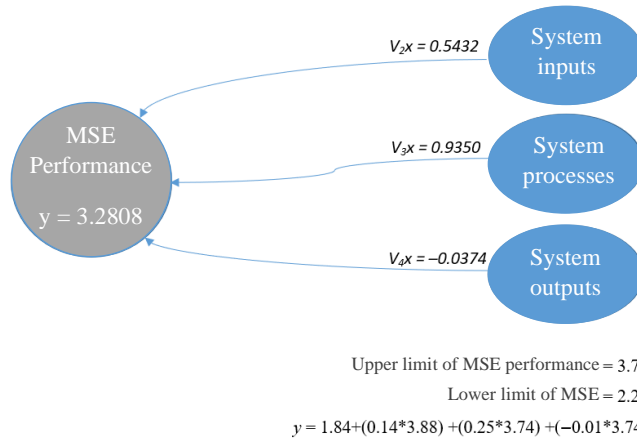 V₂x = 0.5432
System
inputs
MSE
Performance
y = 3.2808
V₃x = 0.9350
System
processes
V₄x = –0.0374
System
outputs
Upper limit of MSE performance = 3.7
Lower limit of MSE = 2.2
y = 1.84+(0.14*3.88) +(0.25*3.74) +(−0.01*3.74